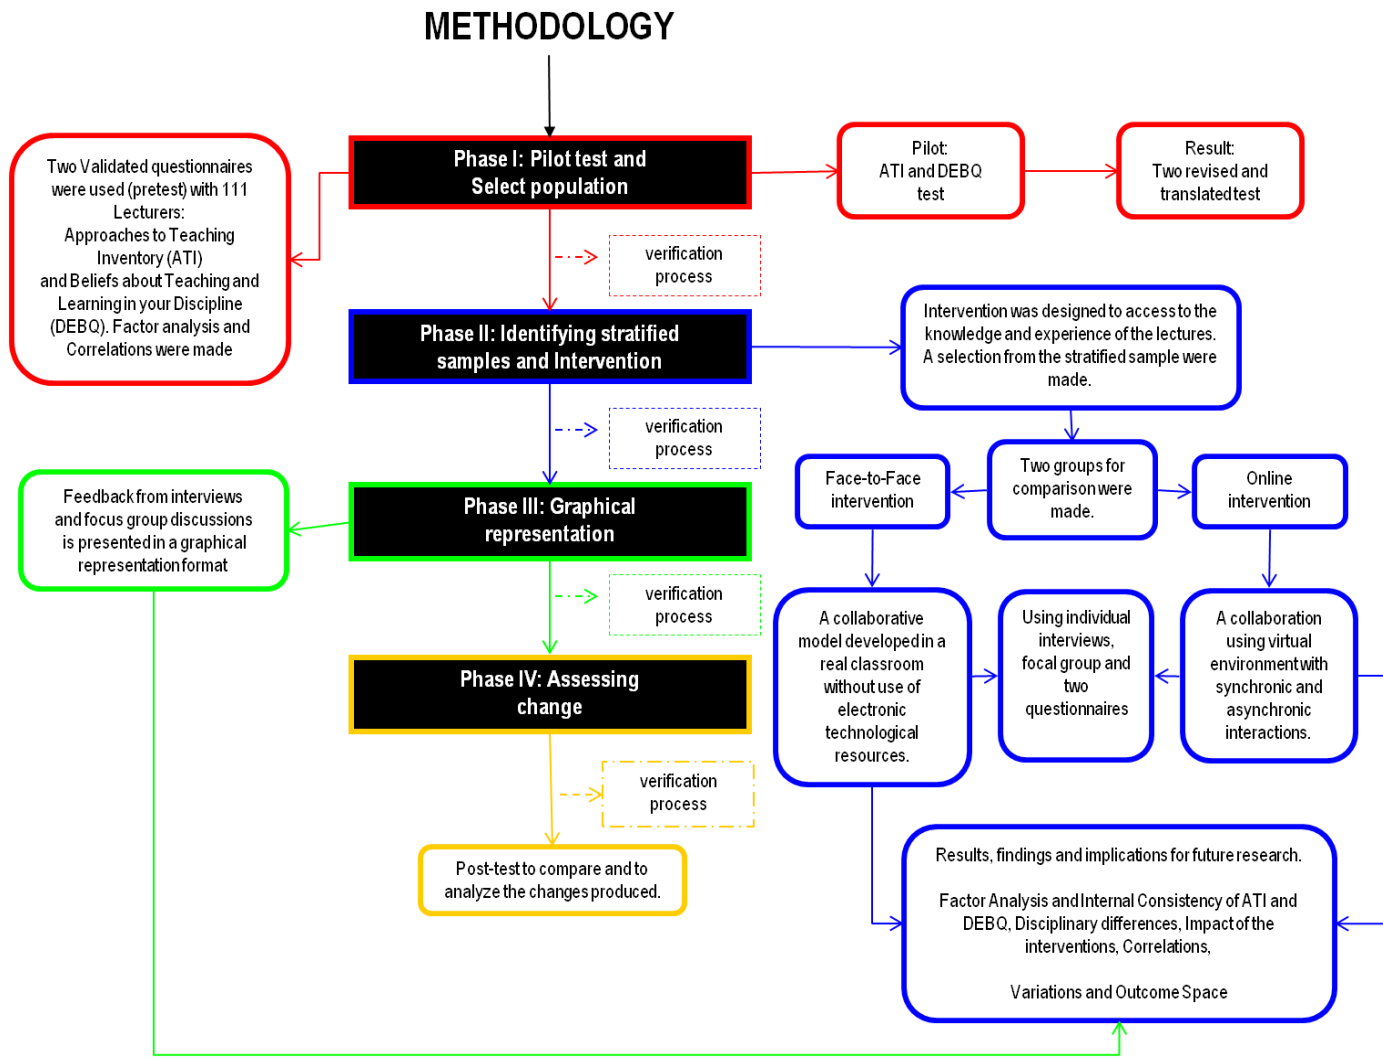 METHODOLOGY
Phase I: Pilot test and
Select population
Pilot:
ATI and DEBQ
test
Result:
Two revised and
translated test
Two Validated questionnaires
were used (pretest) with 111
Lecturers:
Approaches to Teaching
Inventory (ATI)
and Beliefs about Teaching and
Learning in your Discipline
(DEBQ). Factor analysis and
Correlations were made
verification
process
Phase II: Identifying stratified
samples and Intervention
Intervention was designed to access to the
knowledge and experience of the lectures.
A selection from the stratified sample were
made.
verification
process
Two groups for
comparison were
made.
Face-to-Face
intervention
Online
intervention
Phase III: Graphical
representation
Feedback from interviews
and focus group discussions
is presented in a graphical
representation format
verification
process
A collaborative
model developed in a
real classroom
without use of
electronic
technological
resources.
Using individual
interviews,
focal group and
two
questionnaires
A collaboration
using virtual
environment with
synchronic and
asynchronic
interactions.
Phase IV: Assessing
change
verification
process
Post-test to compare and to
analyze the changes produced.
Results, findings and implications for future research.
Factor Analysis and Internal Consistency of ATI and
DEBQ, Disciplinary differences, Impact of the
interventions, Correlations,
Variations and Outcome Space